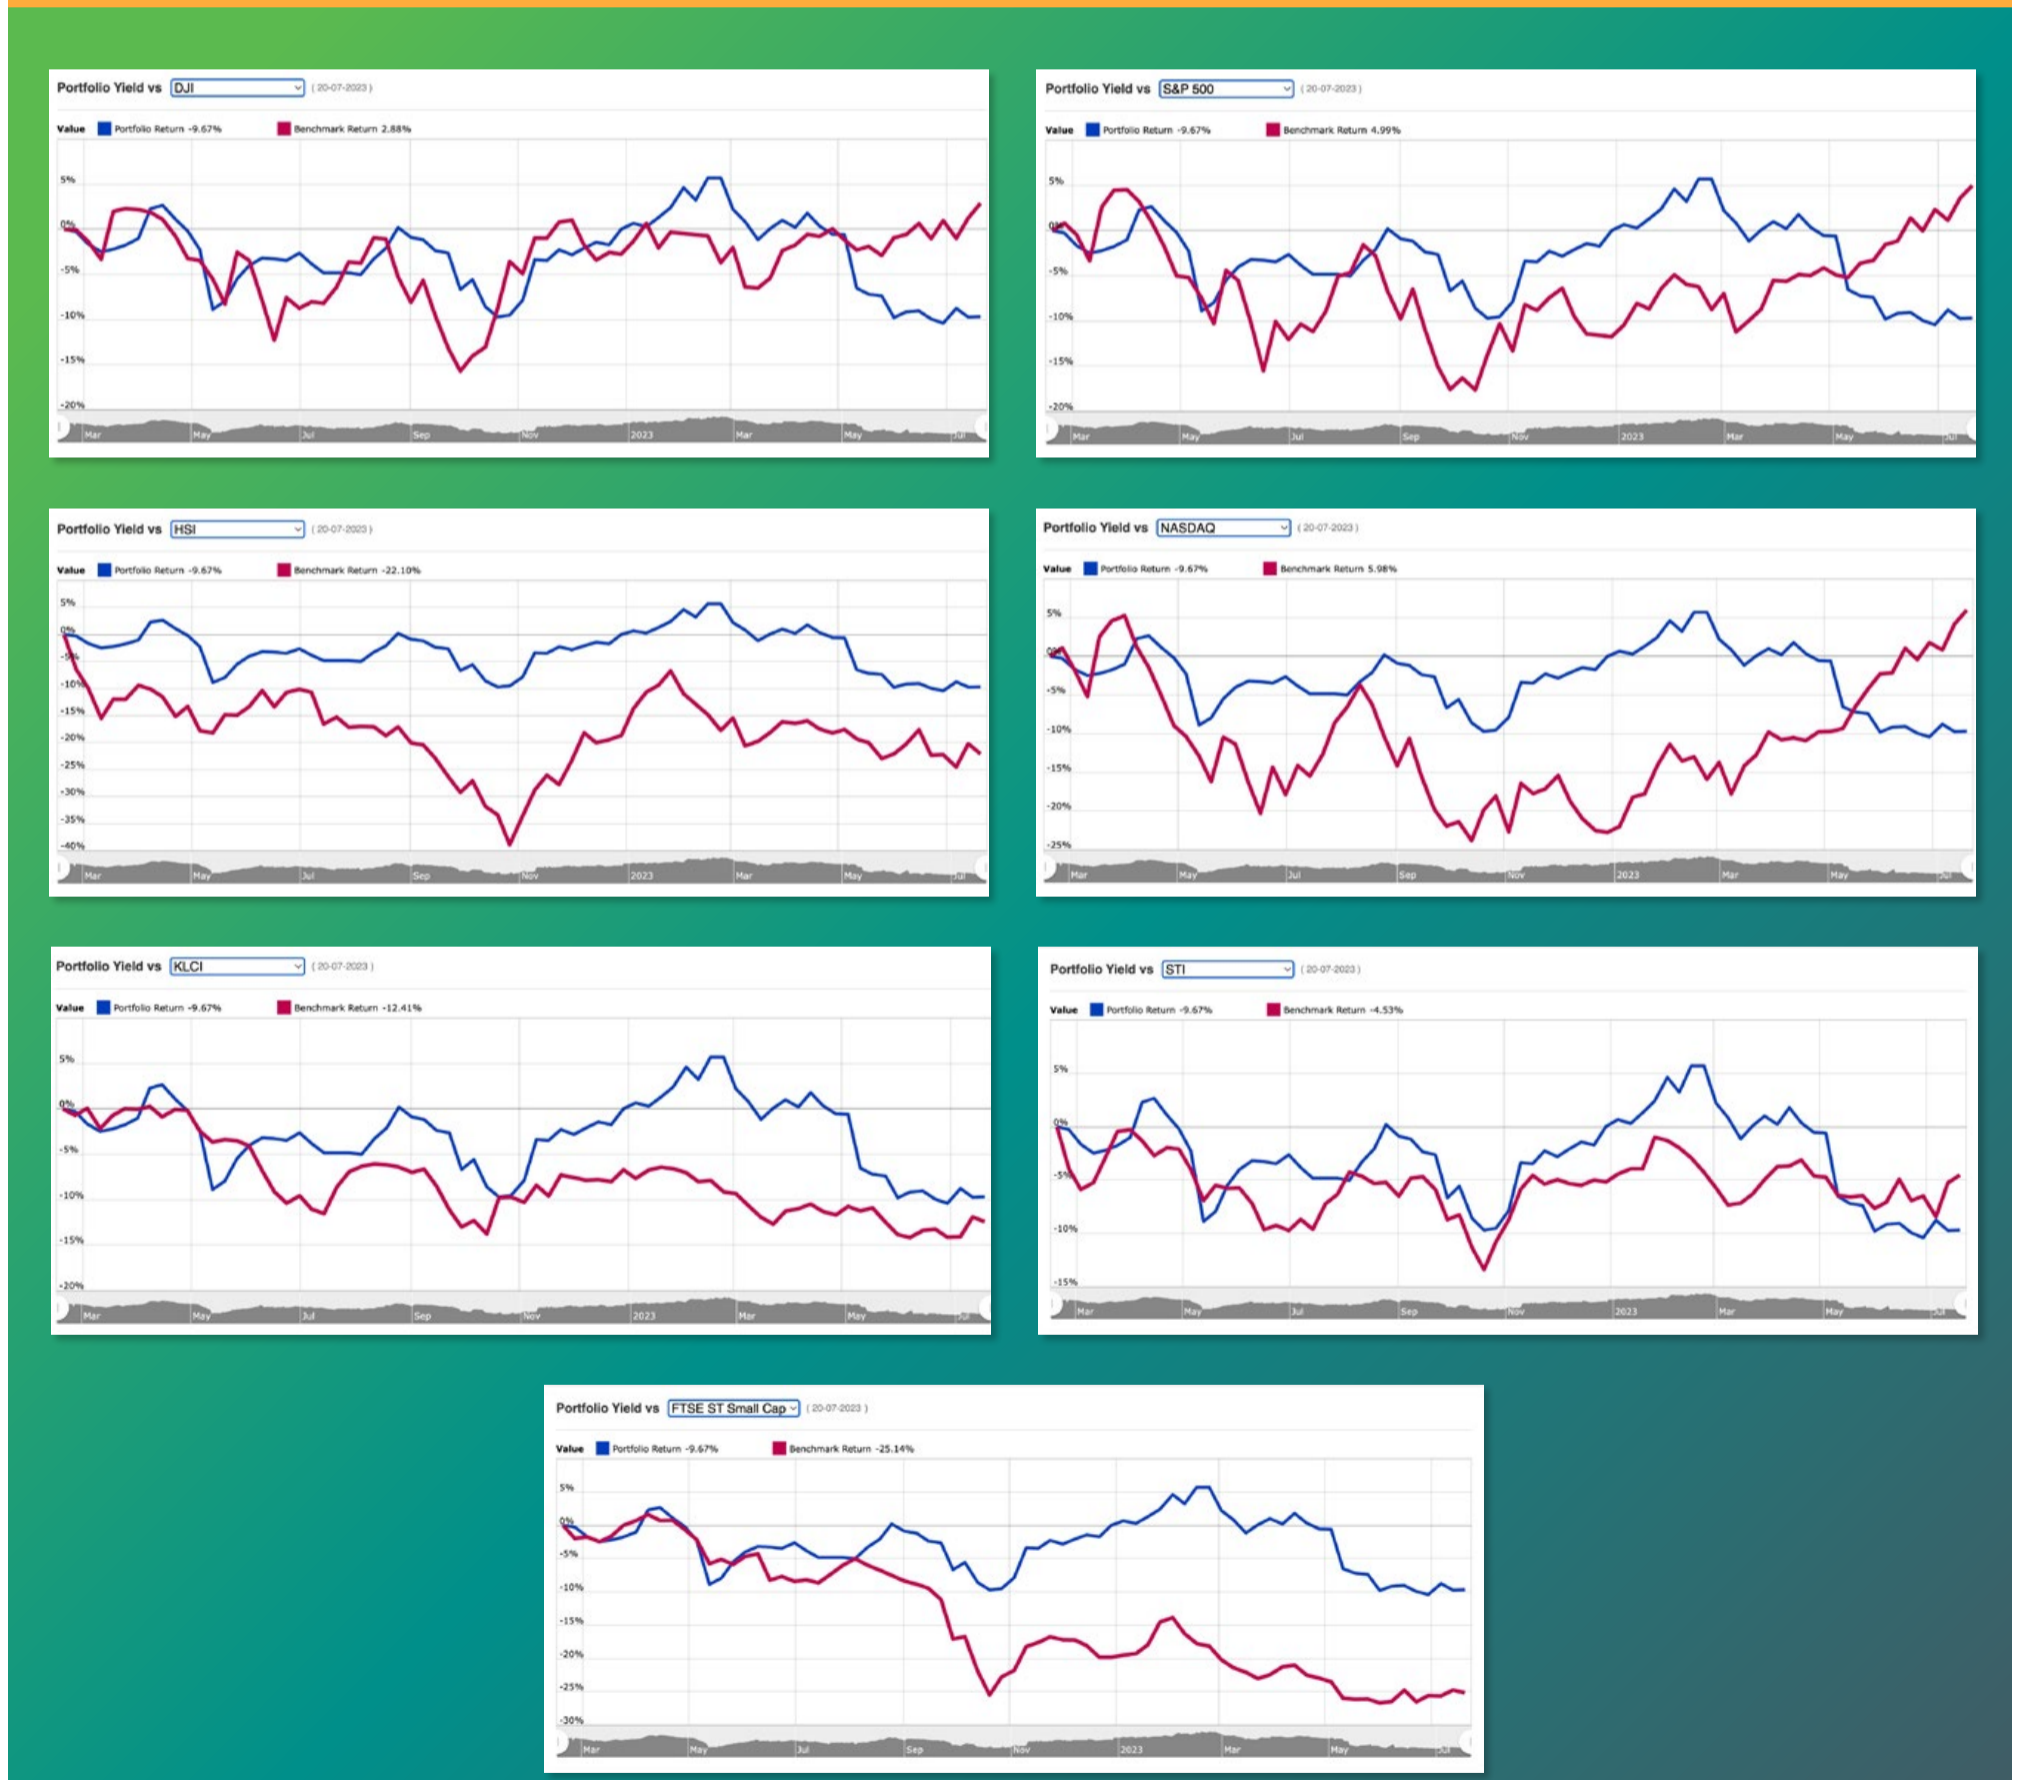 Portfolio Yield vs DJI (20-07-2023)
Value Portfolio Return -9.67% Benchmark Return 2.88%
5%
0%
-5%
-10%
-15%
-20%
Mar May Jul Sep Nov 2023 Mar May Jul
Portfolio Yield vs S&P 500 (20-07-2023)
Value Portfolio Return -9.67% Benchmark Return 4.99%
5%
0%
-5%
-10%
-15%
-20%
Mar May Jul Sep Nov 2023 Mar May Jul
Portfolio Yield vs HSI (20-07-2023)
Value Portfolio Return -9.67% Benchmark Return -22.10%
5%
0%
-5%
-10%
-15%
-20%
-25%
-30%
-35%
-40%
Mar May Jul Sep Nov 2023 Mar May Jul
Portfolio Yield vs NASDAQ (20-07-2023)
Value Portfolio Return -9.67% Benchmark Return 5.98%
5%
0%
-5%
-10%
-15%
-20%
-25%
Mar May Jul Sep Nov 2023 Mar May Jul
Portfolio Yield vs KLCI (20-07-2023)
Value Portfolio Return -9.67% Benchmark Return -12.41%
5%
0%
-5%
-10%
-15%
-20%
Mar May Jul Sep Nov 2023 Mar May Jul
Portfolio Yield vs STI (20-07-2023)
Value Portfolio Return -9.67% Benchmark Return -4.53%
5%
0%
-5%
-10%
-15%
Mar May Jul Sep Nov 2023 Mar May Jul
Portfolio Yield vs FTSE ST Small Cap (20-07-2023)
Value Portfolio Return -9.67% Benchmark Return -25.14%
5%
0%
-5%
-10%
-15%
-20%
-25%
-30%
Mar May Jul Sep Nov 2023 Mar May Jul